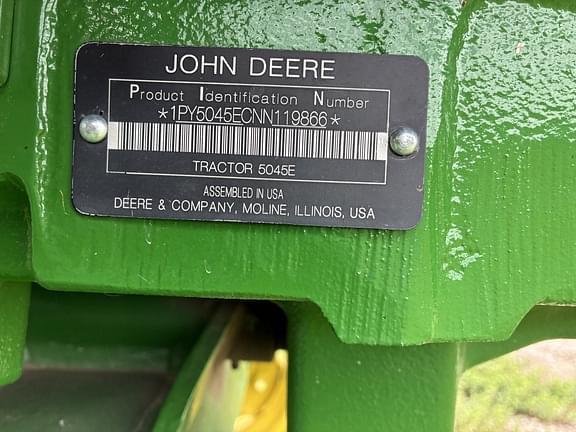 JOHN DEERE
Product Identification Number
*1PY5045ECNN119866*
TRACTOR 5045E
ASSEMBLED IN USA
DEERE & COMPANY, MOLINE, ILLINOIS, USA